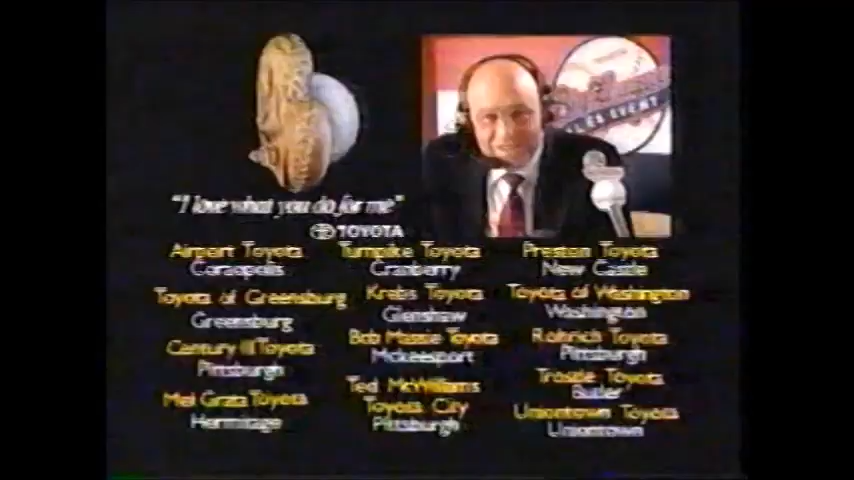 EVENT
"I love what you do for me"
TOYOTA
Airport Toyota
Coraopolis
Turnpike Toyota
Cranberry
Preston Toyota
New Castle
Toyota of Greensburg
Greensburg
Krebs Toyota
Glenshaw
Toyota of Washington
Washington
Century III Toyota
Pittsburgh
Bob Massie Toyota
Mckeesport
Rohrich Toyota
Pittsburgh
Mel Grata Toyota
Hermitage
Ted McWilliams
Toyota City
Pittsburgh
Toyota
Butler
Uniontown Toyota
Uniontown